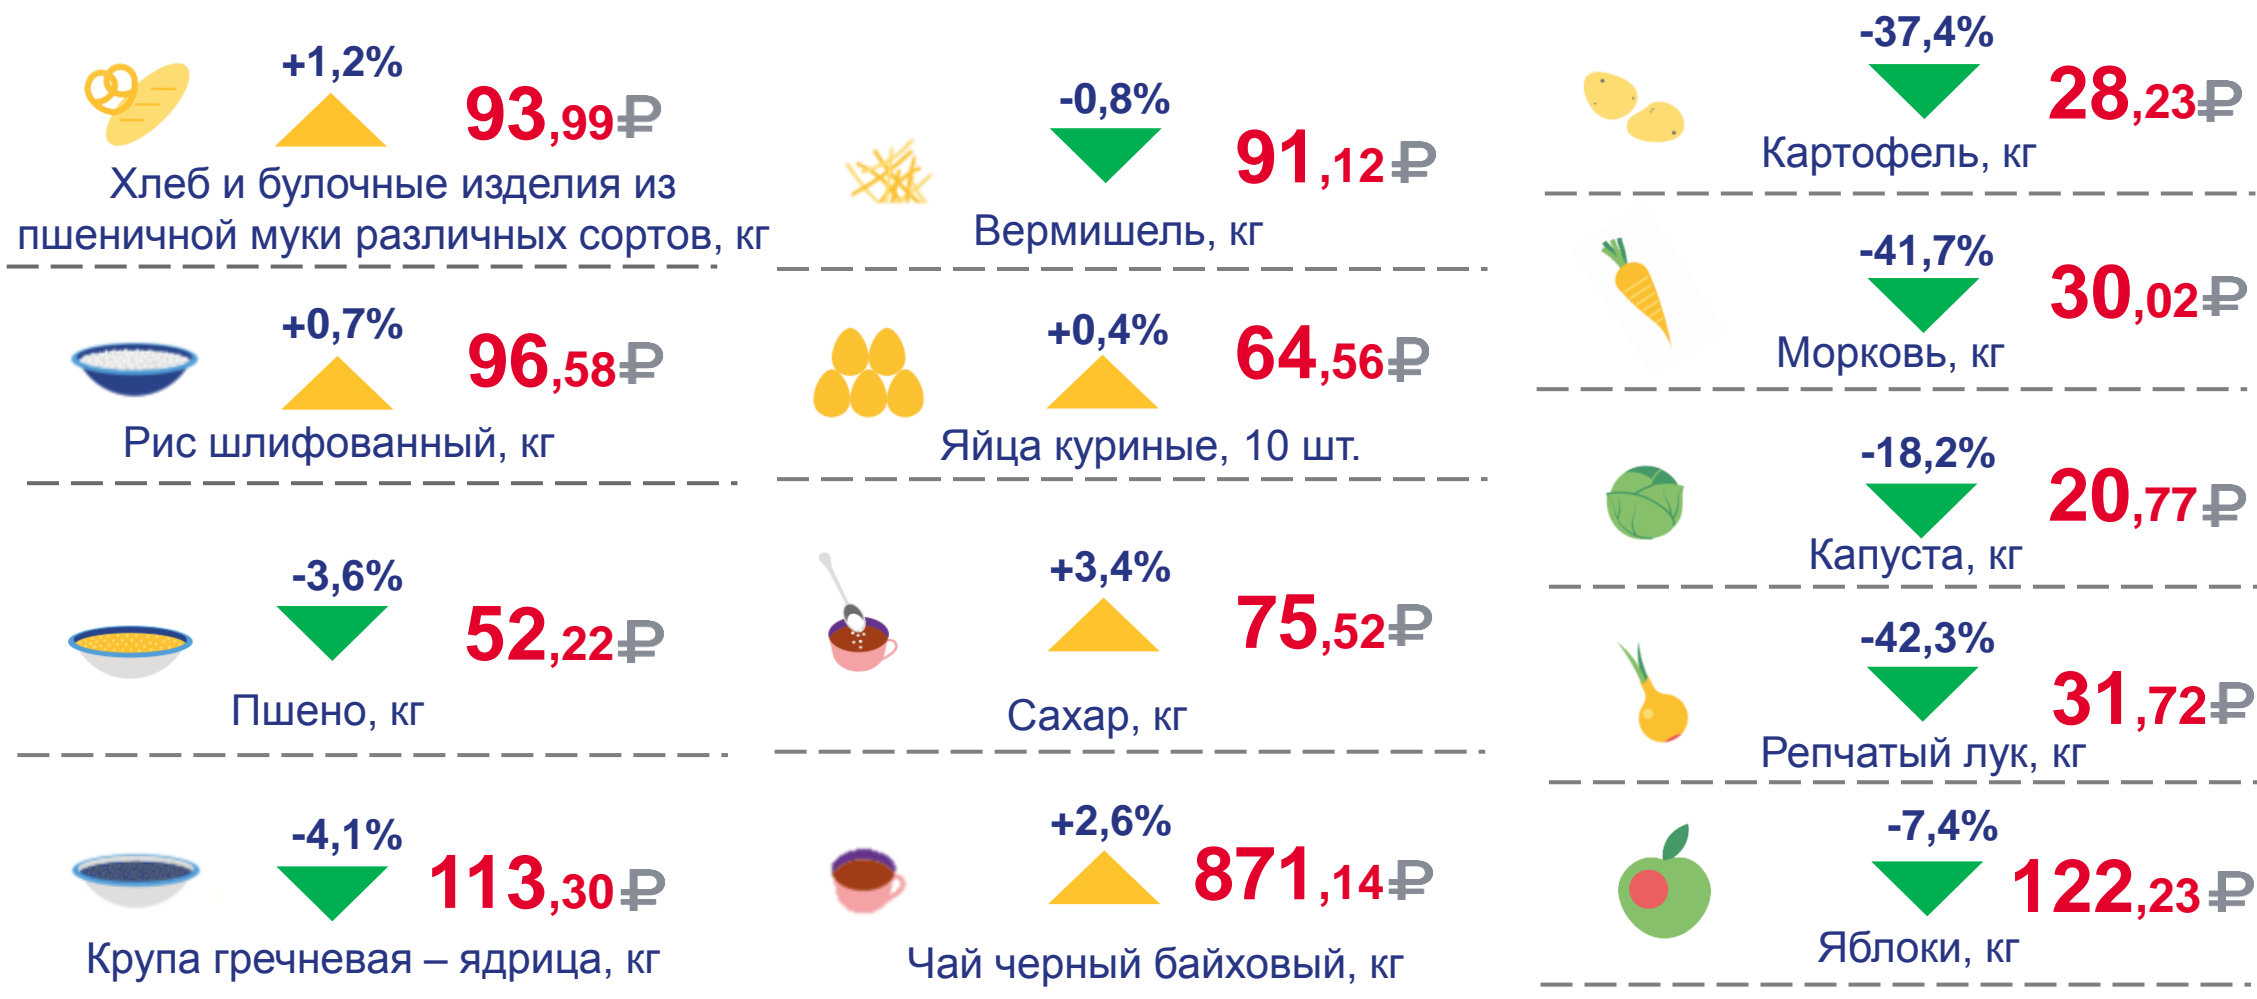 +1,2%
93,99₽
Хлеб и булочные изделия из
пшеничной муки различных сортов, кг
+0,7%
96,58₽
Рис шлифованный, кг
-3,6%
52,22₽
Пшено, кг
-4,1%
113,30₽
Крупа гречневая – ядрица, кг
-0,8%
91,12₽
Вермишель, кг
+0,4%
64,56₽
Яйца куриные, 10 шт.
+3,4%
75,52₽
Сахар, кг
+2,6%
871,14₽
Чай черный байховый, кг
-37,4%
28,23₽
Картофель, кг
-41,7%
30,02₽
Морковь, кг
-18,2%
20,77₽
Капуста, кг
-42,3%
31,72₽
Репчатый лук, кг
-7,4%
122,23₽
Яблоки, кг